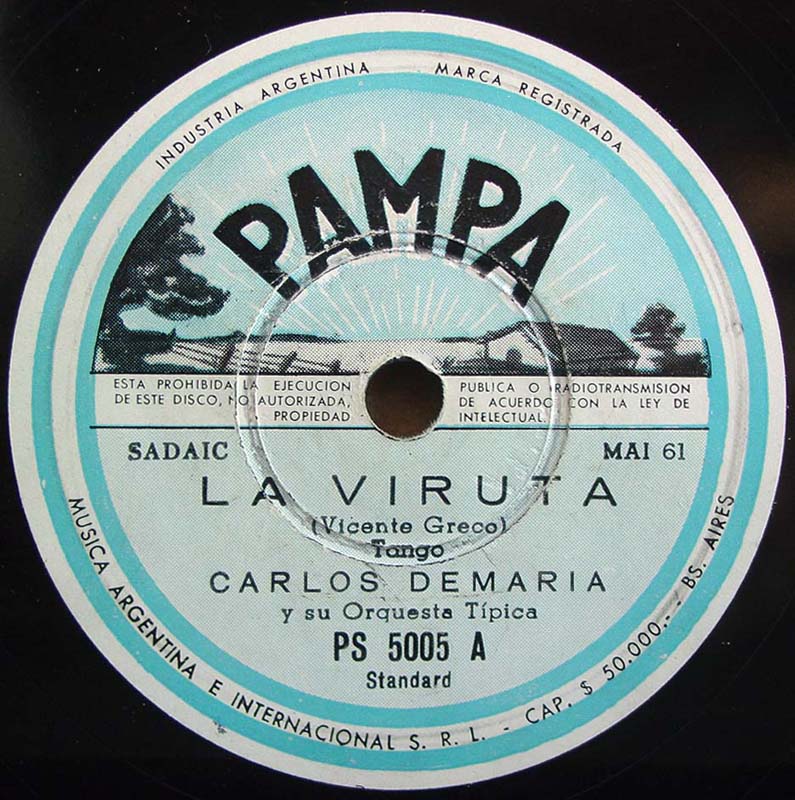 INDUSTRIA ARGENTINA MARCA REGISTRADA
PAMPA
ESTA PROHIBIDA LA EJECUCION PUBLICA O RADIOTRANSMISION
DE ESTE DISCO, NO AUTORIZADA, DE ACUERDO CON LA LEY DE
PROPIEDAD INTELECTUAL.
SADAIC MAI 61
LA VIRUTA
(Vicente Greco)
Tango
CARLOS DEMARIA
y su Orquesta Típica
PS 5005 A
Standard
MUSICA ARGENTINA E INTERNACIONAL S. R. L. - CAP. $ 50.000.- - BS. AIRES